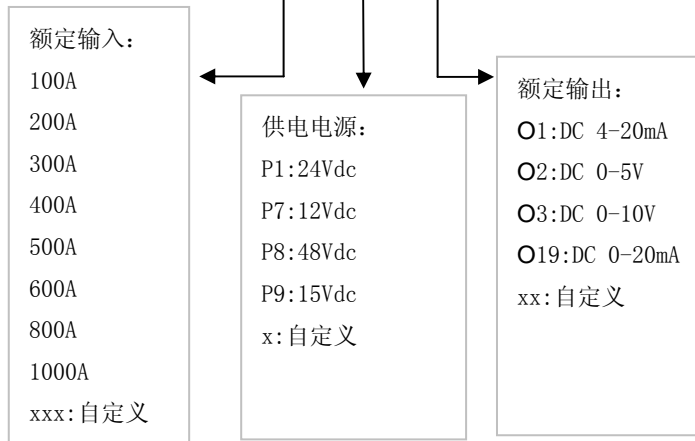 额定输入：
100A
200A
300A
400A
500A
600A
800A
1000A
xxx:自定义
供电电源：
P1:24Vdc
P7:12Vdc
P8:48Vdc
P9:15Vdc
x:自定义
额定输出：
O1:DC 4-20mA
O2:DC 0-5V
O3:DC 0-10V
O19:DC 0-20mA
xx:自定义